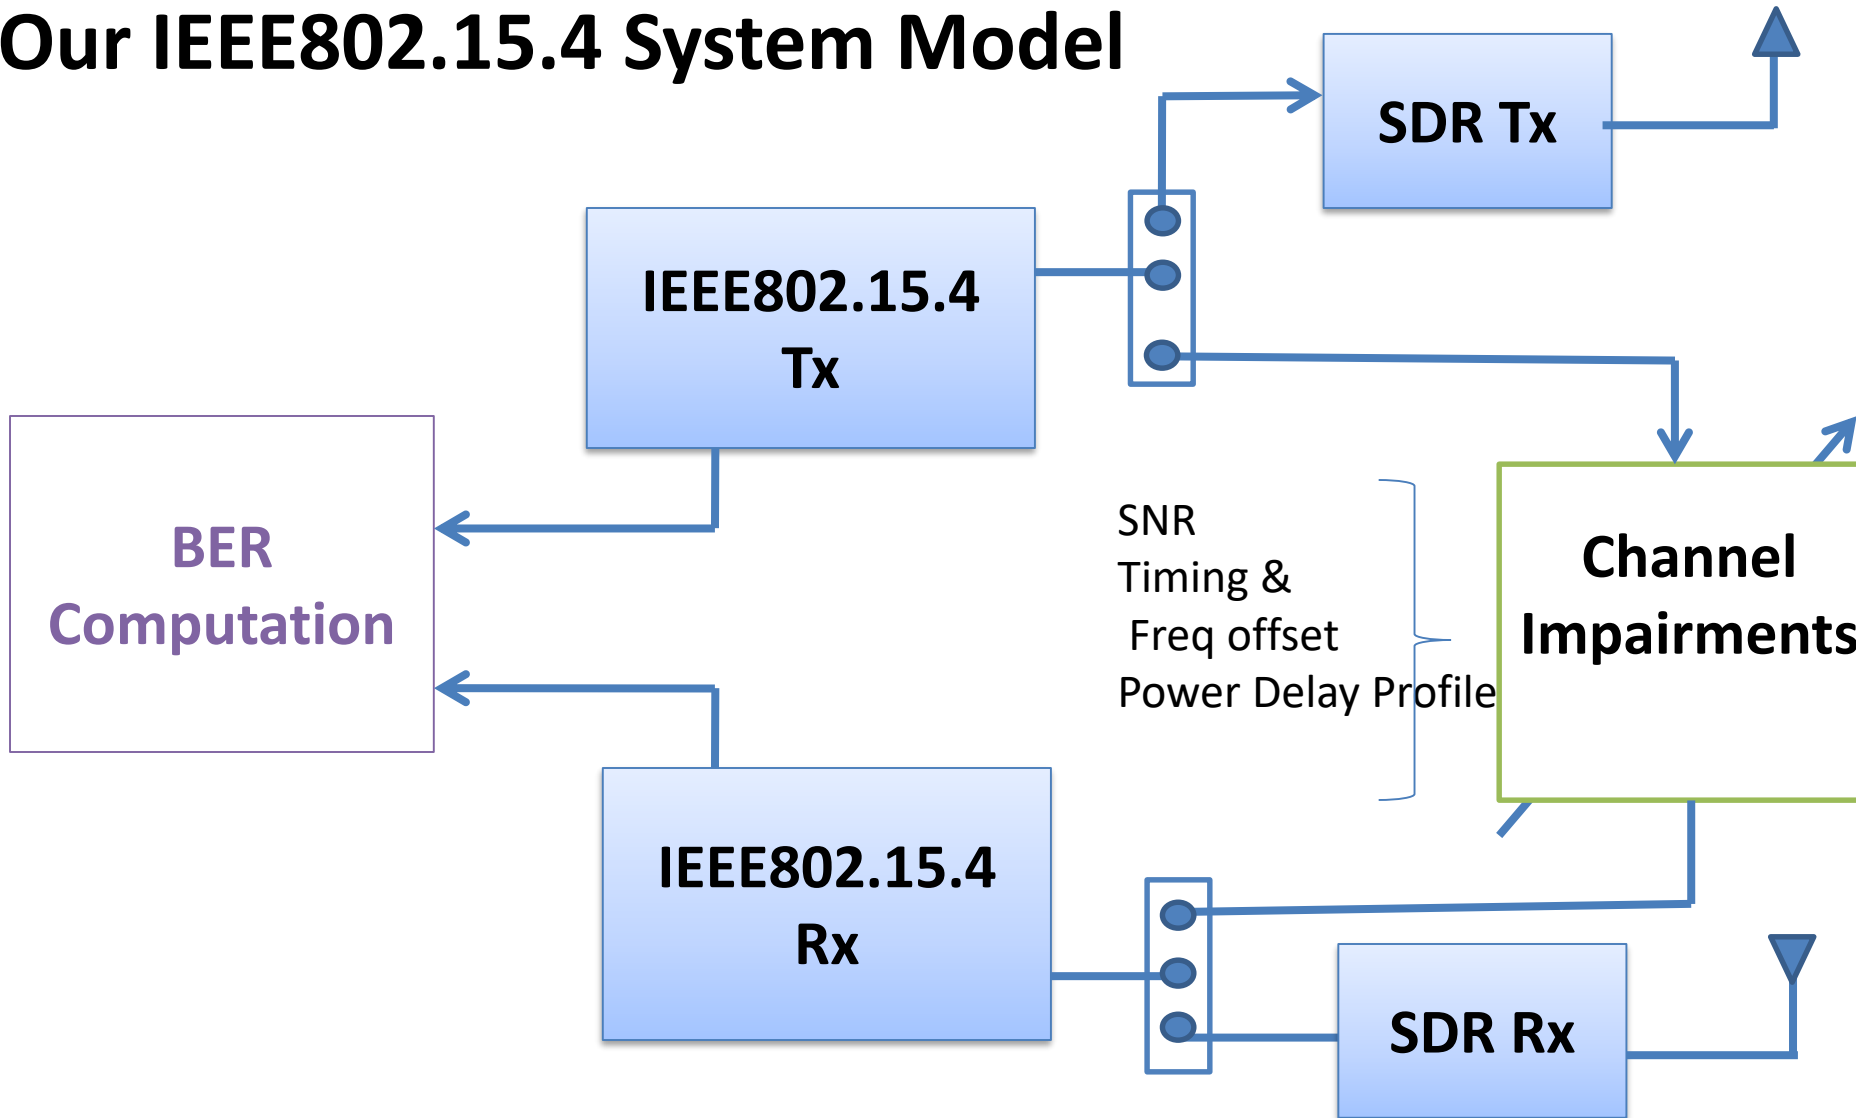 Our IEEE802.15.4 System Model
SDR Tx
IEEE802.15.4
Tx
BER
Computation
SNR
Timing &
Freq offset
Power Delay Profile
Channel
Impairments
IEEE802.15.4
Rx
SDR Rx